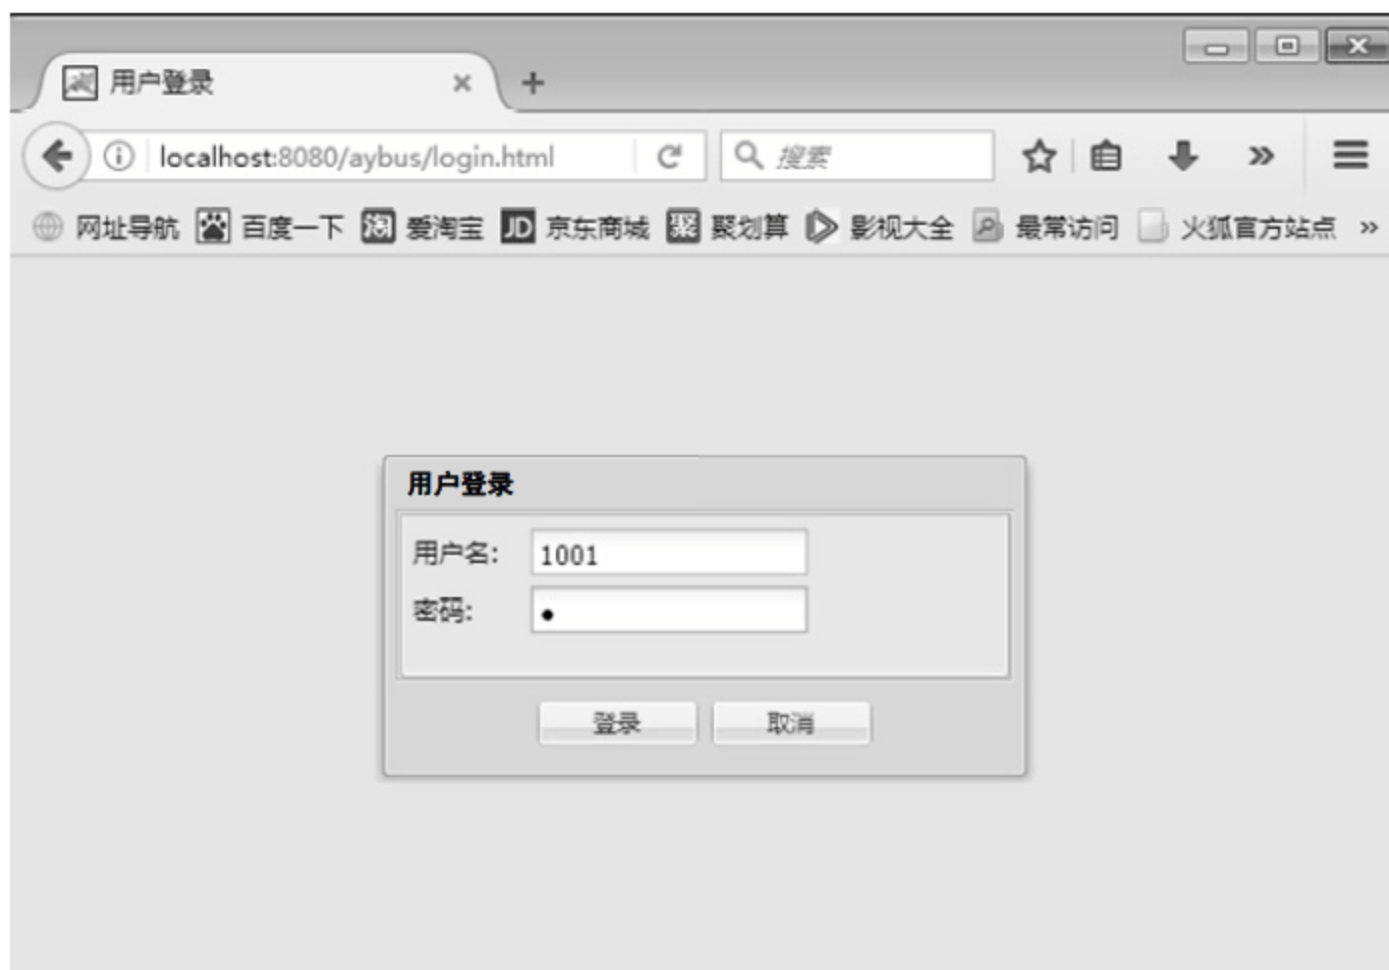 用户登录
localhost:8080/aybus/login.html
搜索
网址导航 百度一下 淘 爱淘宝 JD 京东商城 聚 聚划算 影视大全 最常访问 火狐官方站点 »
用户登录
用户名: 1001
密码: ●
登录 取消